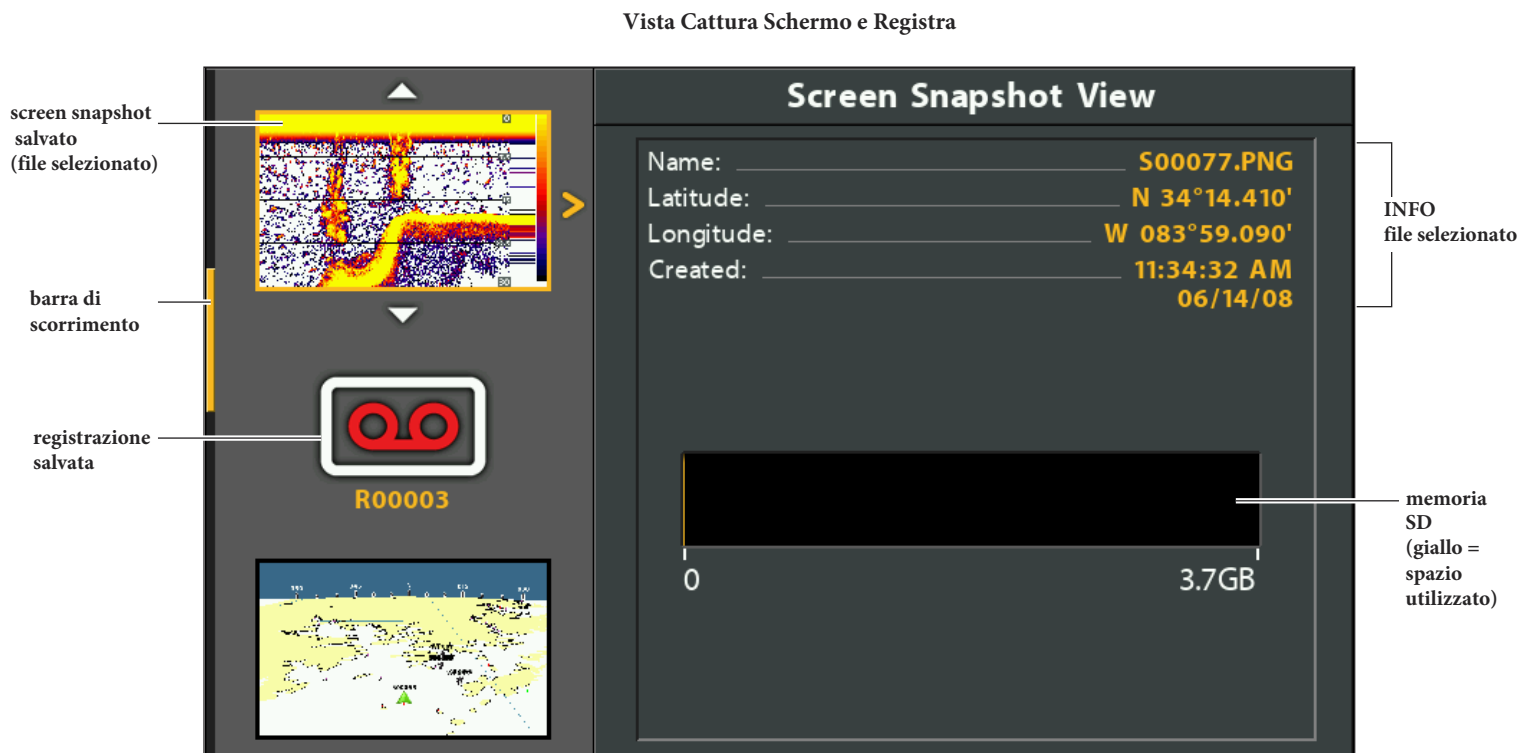 Vista Cattura Schermo e Registra
screen snapshot
salvato
(file selezionato)
barra di
scorrimento
registrazione
salvata
0
30
R00003
Screen Snapshot View
Name: S00077.PNG
Latitude: N 34°14.410'
Longitude: W 083°59.090'
Created: 11:34:32 AM
06/14/08
0
3.7GB
INFO
file selezionato
memoria
SD
(giallo =
spazio
utilizzato)